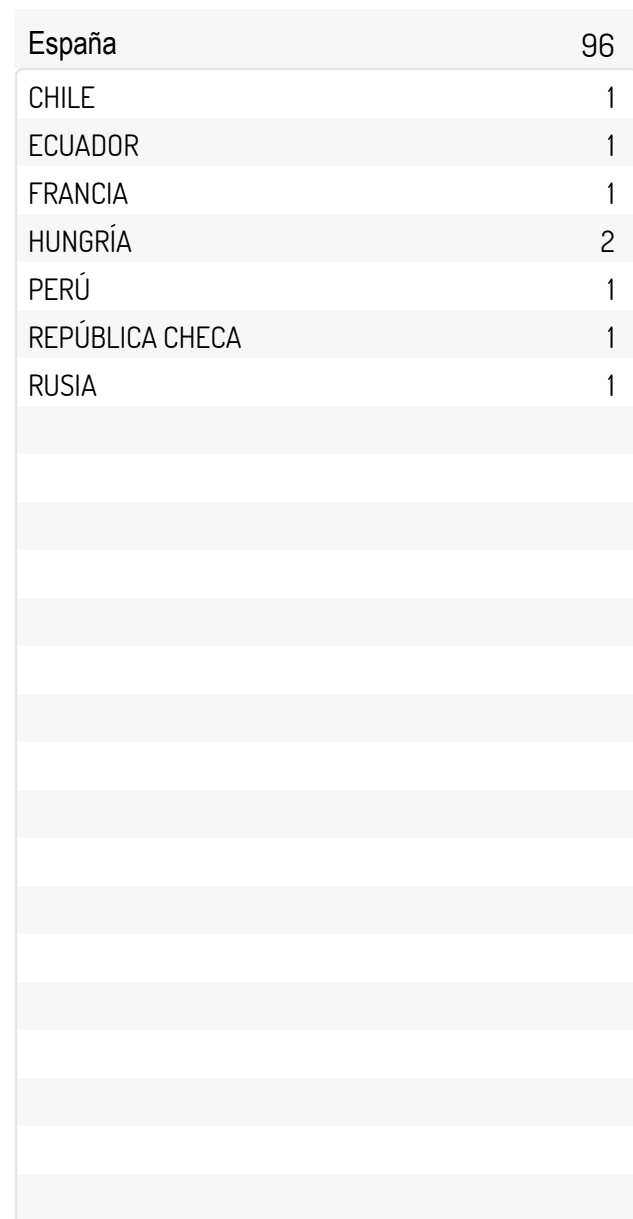 España 96
CHILE 1
ECUADOR 1
FRANCIA 1
HUNGRÍA 2
PERÚ 1
REPÚBLICA CHECA 1
RUSIA 1